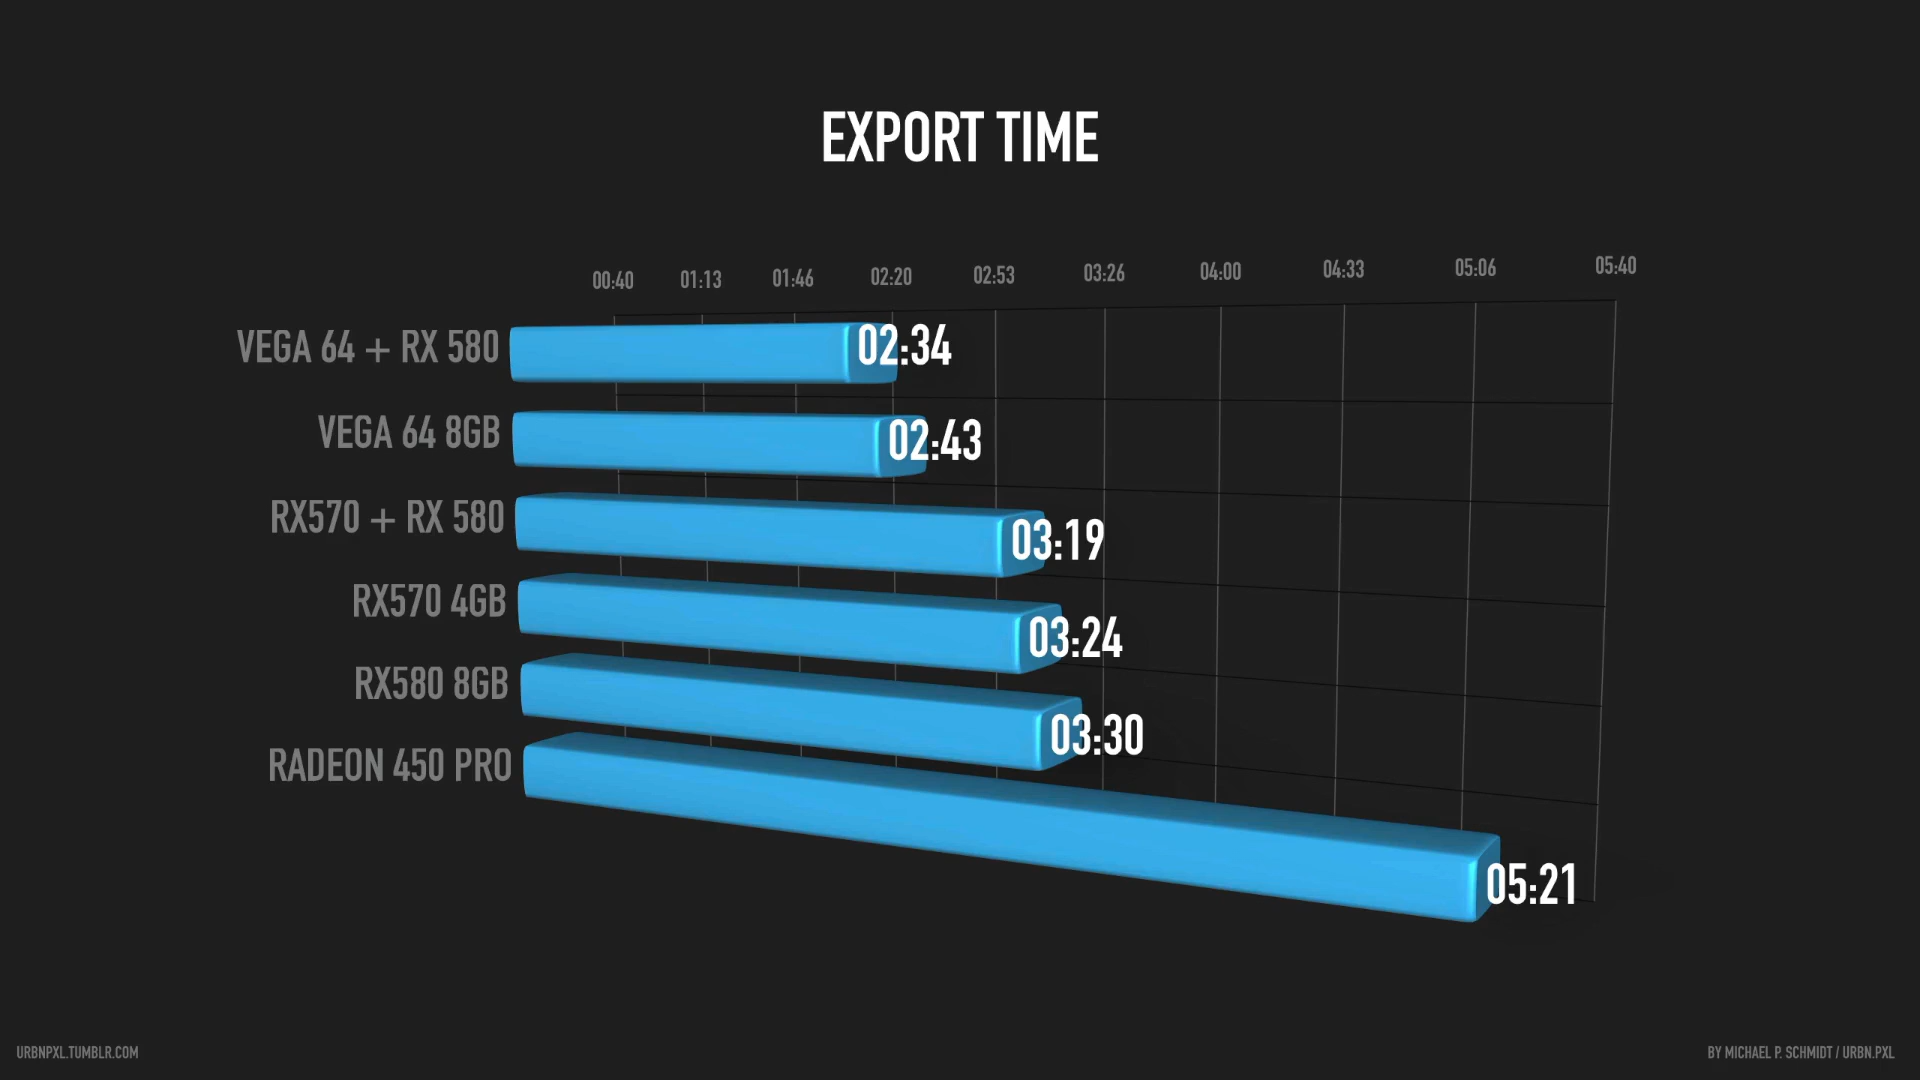 EXPORT TIME
00:40 01:13 01:46 02:20 02:53 03:26 04:00 04:33 05:06 05:40
VEGA 64 + RX 580 02:34
VEGA 64 8GB 02:43
RX570 + RX 580 03:19
RX570 4GB 03:24
RX580 8GB 03:30
RADEON 450 PRO 05:21
URBNPXL.TUMBLR.COM
BY MICHAEL P. SCHMIDT / URBN.PXL